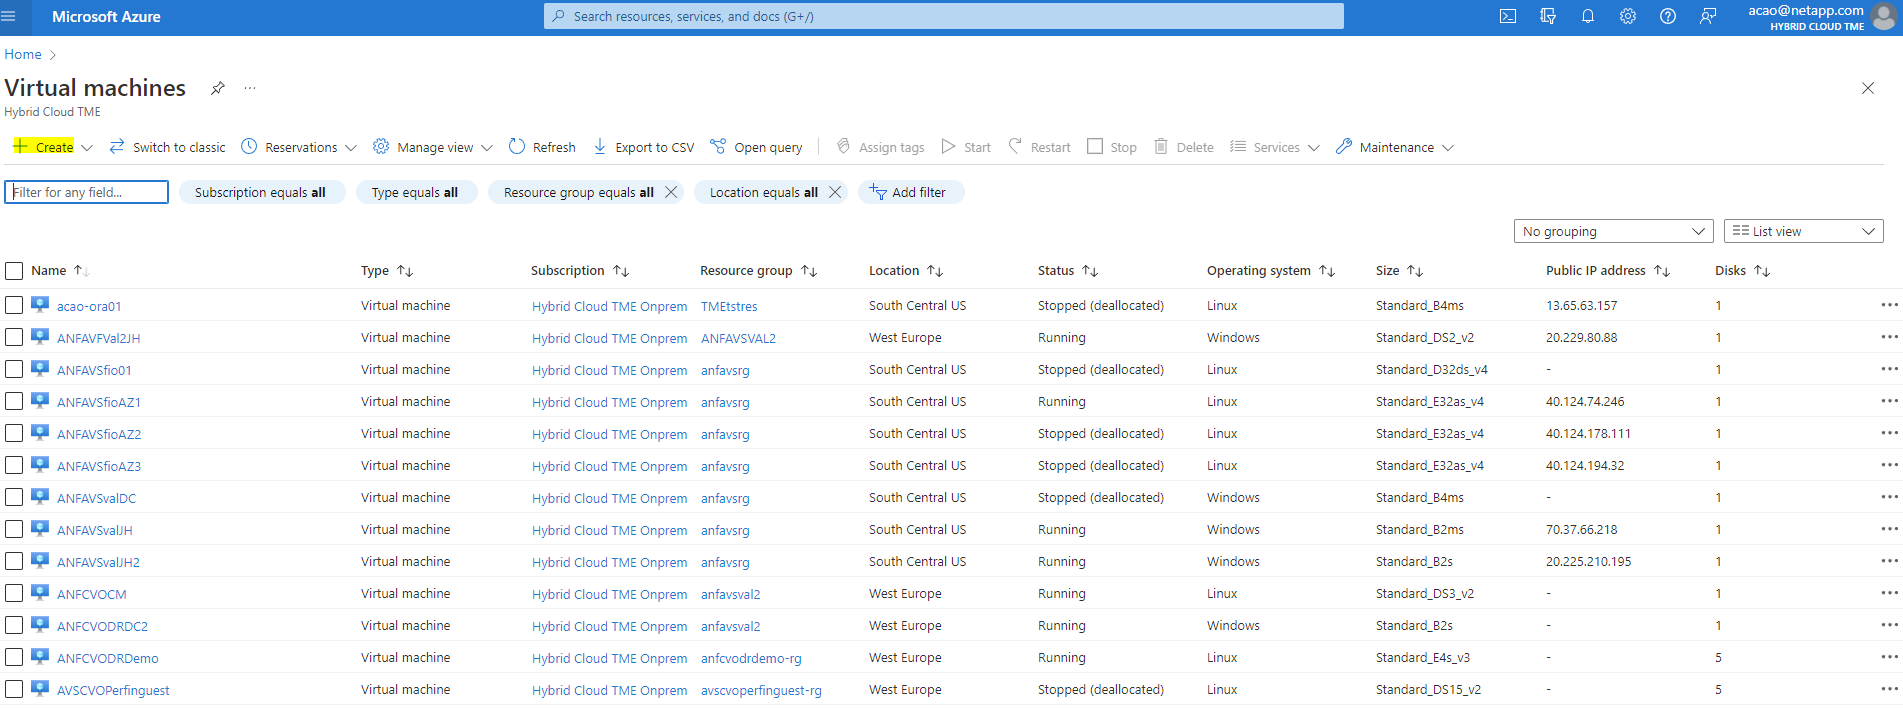 Microsoft Azure
Search resources, services, and docs (G+/)
acao@netapp.com
HYBRID CLOUD TME
Home
Virtual machines
Hybrid Cloud TME
Create Switch to classic Reservations Manage view Refresh Export to CSV Open query Assign tags Start Restart Stop Delete Services Maintenance
Filter for any field... Subscription equals all Type equals all Resource group equals all Location equals all Add filter
No grouping List view
Name Type Subscription Resource group Location Status Operating system Size Public IP address Disks
acao-ora01 Virtual machine Hybrid Cloud TME Onprem TMEtstres South Central US Stopped (deallocated) Linux Standard_B4ms 13.65.63.157 1
ANFAVFVal2JH Virtual machine Hybrid Cloud TME Onprem ANFAVSVAL2 West Europe Running Windows Standard_DS2_v2 20.229.80.88 1
ANFAVSfio01 Virtual machine Hybrid Cloud TME Onprem anfavsrg South Central US Stopped (deallocated) Linux Standard_D32ds_v4 - 1
ANFAVSfioAZ1 Virtual machine Hybrid Cloud TME Onprem anfavsrg South Central US Running Linux Standard_E32as_v4 40.124.74.246 1
ANFAVSfioAZ2 Virtual machine Hybrid Cloud TME Onprem anfavsrg South Central US Stopped (deallocated) Linux Standard_E32as_v4 40.124.178.111 1
ANFAVSfioAZ3 Virtual machine Hybrid Cloud TME Onprem anfavsrg South Central US Stopped (deallocated) Linux Standard_E32as_v4 40.124.194.32 1
ANFAVSvalDC Virtual machine Hybrid Cloud TME Onprem anfavsrg South Central US Stopped (deallocated) Windows Standard_B4ms - 1
ANFAVSvalJH Virtual machine Hybrid Cloud TME Onprem anfavsrg South Central US Running Windows Standard_B2ms 70.37.66.218 1
ANFAVSvalJH2 Virtual machine Hybrid Cloud TME Onprem anfavsrg South Central US Running Windows Standard_B2s 20.225.210.195 1
ANFCVOCM Virtual machine Hybrid Cloud TME Onprem anfavsval2 West Europe Running Linux Standard_DS3_v2 - 1
ANFCVODRDC2 Virtual machine Hybrid Cloud TME Onprem anfavsval2 West Europe Running Windows Standard_B2s - 1
ANFCVODRDemo Virtual machine Hybrid Cloud TME Onprem anfcvodrdemo-rg West Europe Running Linux Standard_E4s_v3 - 5
AVSCVOPerfinguest Virtual machine Hybrid Cloud TME Onprem avscvoperfinguest-rg West Europe Stopped (deallocated) Linux Standard_DS15_v2 - 5